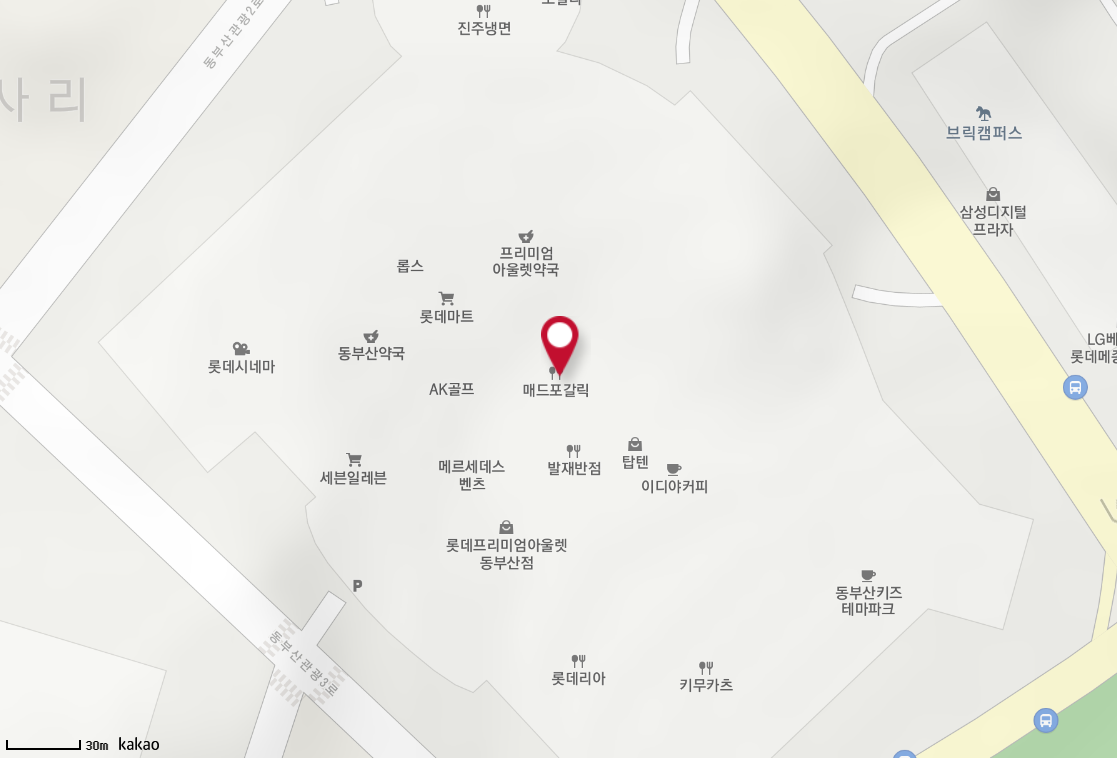 진주냉면
동부산관광2로
사리
브릭캠퍼스
삼성디지털
프라자
프리미엄
아울렛약국
롭스
롯데마트
동부산약국
롯데시네마
LG베
롯데메종
AK골프
매드포갈릭
탑텐
메르세데스
벤츠
발재반점
세븐일레븐
이디야커피
롯데프리미엄아울렛
동부산점
P
동부산키즈
테마파크
동부산관광3로
롯데리아
키무카츠
30m kakao